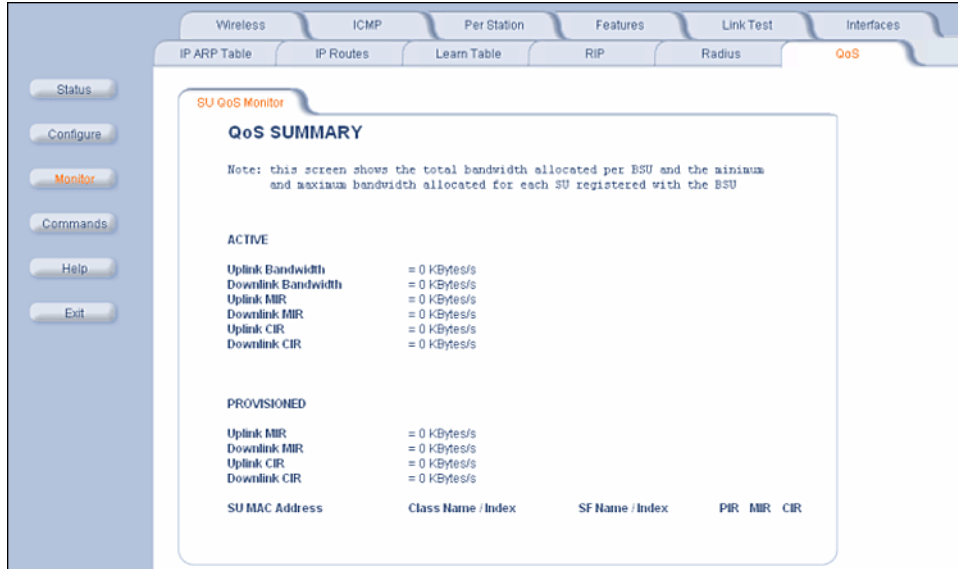 Wireless ICMP Per Station Features Link Test Interfaces
IP ARP Table IP Routes Learn Table RIP Radius QoS
Status
Configure
Monitor
Commands
Help
Exit
SU QoS Monitor
QoS SUMMARY
Note: this screen shows the total bandwidth allocated per BSU and the minimum
and maximum bandwidth allocated for each SU registered with the BSU
ACTIVE
Uplink Bandwidth = 0 KBytes/s
Downlink Bandwidth = 0 KBytes/s
Uplink MIR = 0 KBytes/s
Downlink MIR = 0 KBytes/s
Uplink CIR = 0 KBytes/s
Downlink CIR = 0 KBytes/s
PROVISIONED
Uplink MIR = 0 KBytes/s
Downlink MIR = 0 KBytes/s
Uplink CIR = 0 KBytes/s
Downlink CIR = 0 KBytes/s
SU MAC Address Class Name / Index SF Name / Index PIR MIR CIR